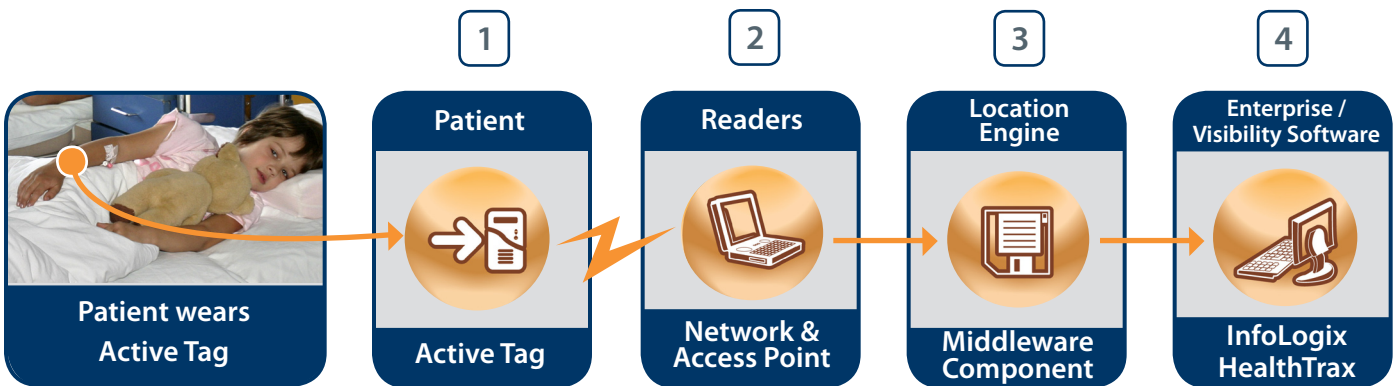 1
2
3
4
Patient wears
Active Tag
Patient
Active Tag
Readers
Network &
Access Point
Location
Engine
Middleware
Component
Enterprise /
Visibility Software
InfoLogix
HealthTrax